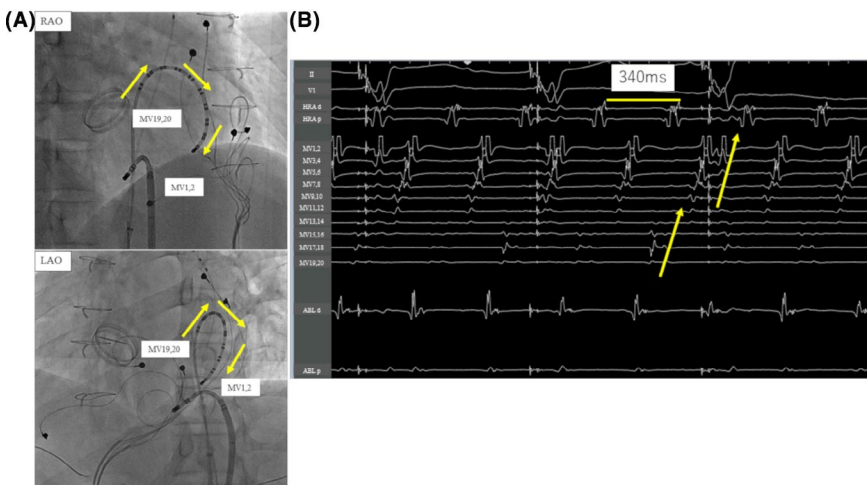 (A)
RAO
MV19,20
MV1,2
LAO
MV19,20
MV1,2
(B)
340ms
II
V1
HRA d
HRA p
MV1,2
MV3,4
MV5,6
MV7,8
MV9,10
MV11,12
MV13,14
MV15,16
MV17,18
MV19,20
ABL d
ABL p